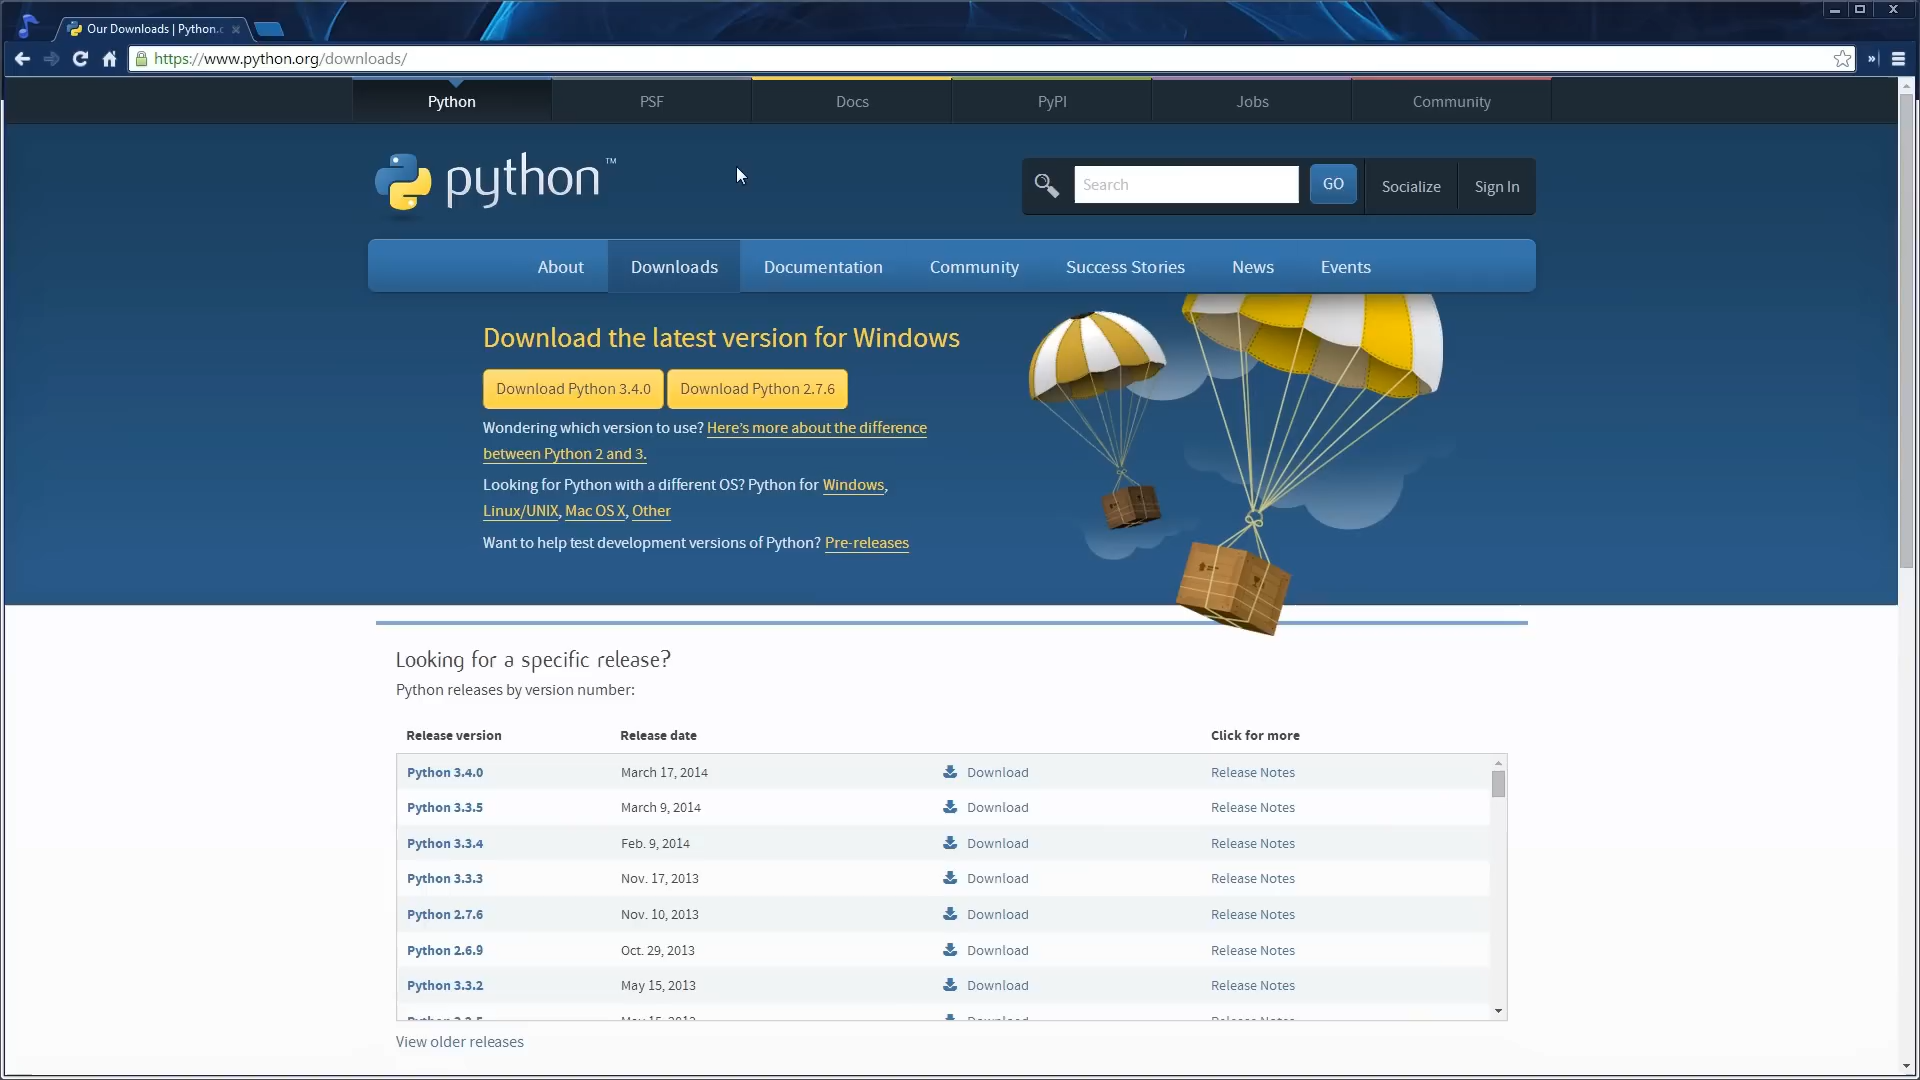 Our Downloads | Python.
https://www.python.org/downloads/
Python PSF Docs PyPI Jobs Community
python™
Search GO Socialize Sign In
About Downloads Documentation Community Success Stories News Events
Download the latest version for Windows
Download Python 3.4.0 Download Python 2.7.6
Wondering which version to use? Here's more about the difference
between Python 2 and 3.
Looking for Python with a different OS? Python for Windows,
Linux/UNIX, Mac OS X, Other
Want to help test development versions of Python? Pre-releases
Looking for a specific release?
Python releases by version number:
Release version Release date Click for more
Python 3.4.0 March 17, 2014 Download Release Notes
Python 3.3.5 March 9, 2014 Download Release Notes
Python 3.3.4 Feb. 9, 2014 Download Release Notes
Python 3.3.3 Nov. 17, 2013 Download Release Notes
Python 2.7.6 Nov. 10, 2013 Download Release Notes
Python 2.6.9 Oct. 29, 2013 Download Release Notes
Python 3.3.2 May 15, 2013 Download Release Notes
View older releases